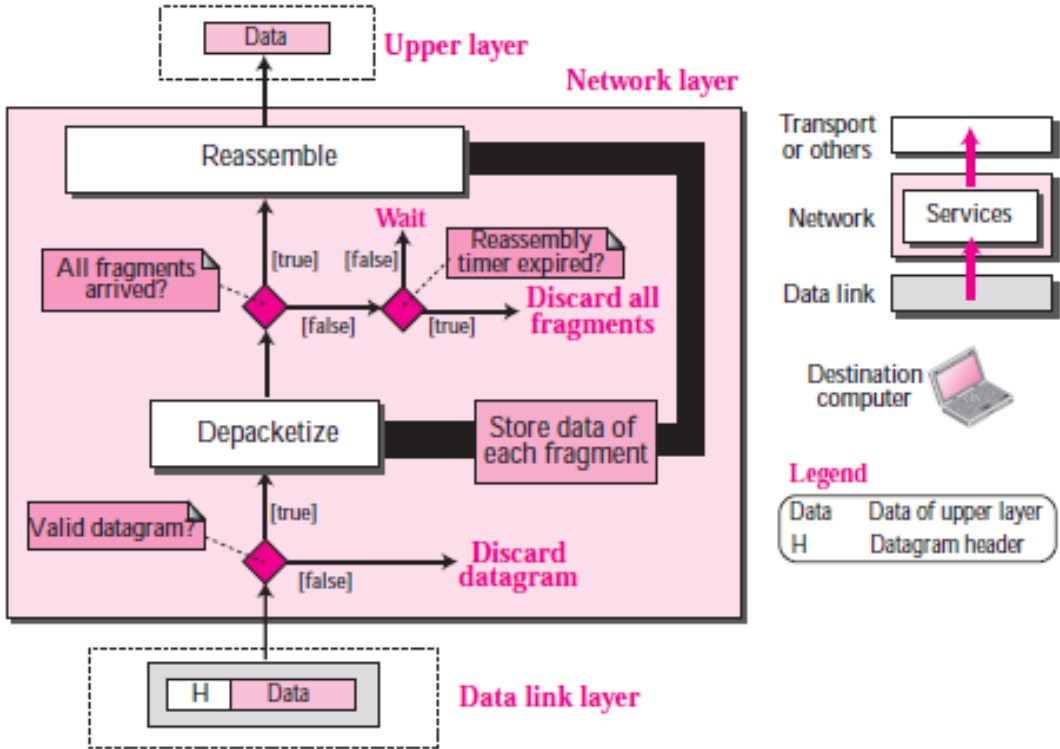 Data
Upper layer
Network layer
Reassemble
Wait
[true]
[false]
Reassembly
timer expired?
All fragments
arrived?
[false]
[true]
Discard all
fragments
Depacketize
Store data of
each fragment
[true]
Valid datagram?
[false]
Discard
datagram
H
Data
Data link layer
Transport
or others
Network
Services
Data link
Destination
computer
Legend
Data Data of upper layer
H Datagram header